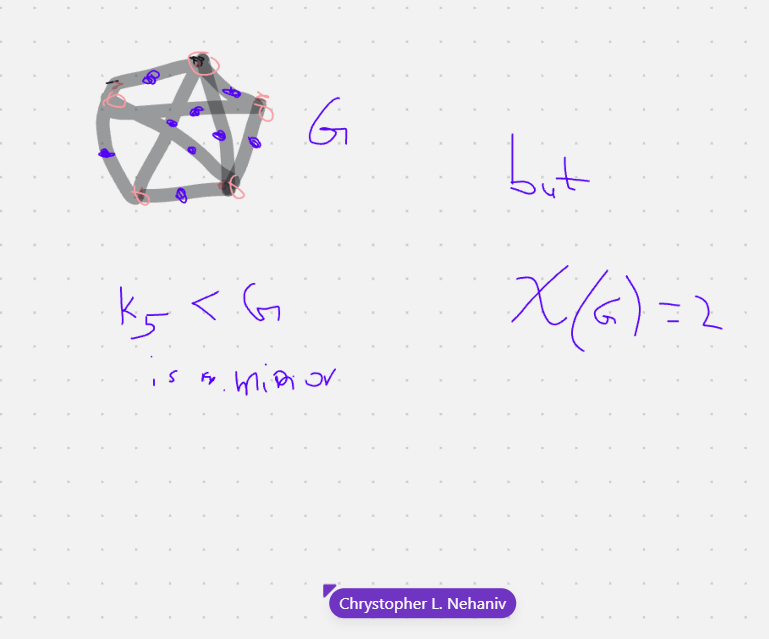 G
but
K5 < G
is a minor
χ(G) = 2
Chrystopher L. Nehaniv